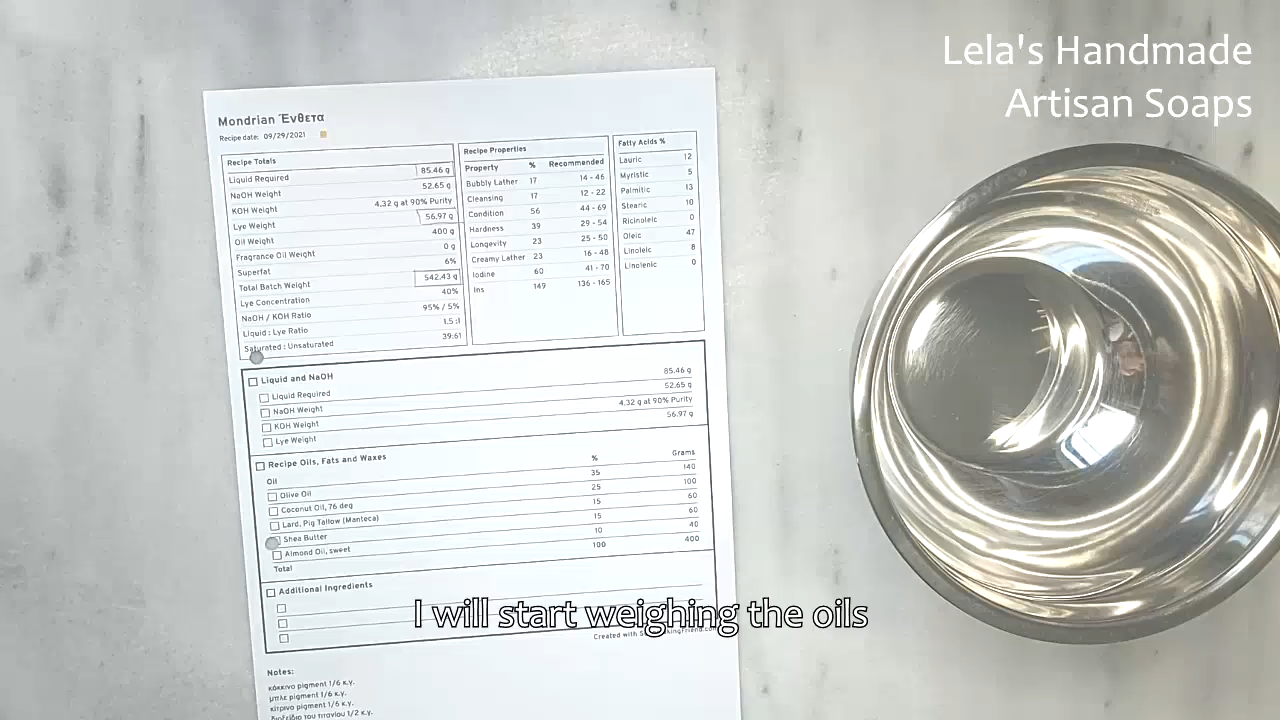 Lela's Handmade
Artisan Soaps
Mondrian Ένθετα
Recipe date: 09/29/2021
Recipe Totals
Liquid Required 85.46 g
NaOH Weight 52.65 g
KOH Weight 4.32 g at 90% Purity
Lye Weight 56.97 g
Oil Weight 400 g
Fragrance Oil Weight 0 g
Superfat 6%
Total Batch Weight 542.43 g
Lye Concentration 40%
NaOH / KOH Ratio 95% / 5%
Liquid : Lye Ratio 1.5 :1
Saturated : Unsaturated 39:61
Recipe Properties
Property % Recommended
Bubbly Lather 17 14 - 46
Cleansing 17 12 - 22
Condition 56 44 - 69
Hardness 39 29 - 54
Longevity 23 25 - 50
Creamy Lather 23 16 - 48
Iodine 60 41 - 70
Ins 149 136 - 165
Fatty Acids %
Lauric 12
Myristic 5
Palmitic 13
Stearic 10
Ricinoleic 0
Oleic 47
Linoleic 8
Linolenic 0
Liquid and NaOH
Liquid Required 85.46 g
NaOH Weight 52.65 g
KOH Weight 4.32 g at 90% Purity
Lye Weight 56.97 g
Recipe Oils, Fats and Waxes
Oil % Grams
Olive Oil 35 140
Coconut Oil, 76 deg 25 100
Lard, Pig Tallow (Manteca) 15 60
Shea Butter 15 60
Almond Oil, sweet 10 40
Total 100 400
Additional Ingredients
I will start weighing the oils
Created with
Notes:
κόκκινο pigment 1/6 κ.γ.
μπλε pigment 1/6 κ.γ.
κίτρινο pigment 1/6 κ.γ.
διοξείδιο του τιτανίου 1/2 κ.γ.